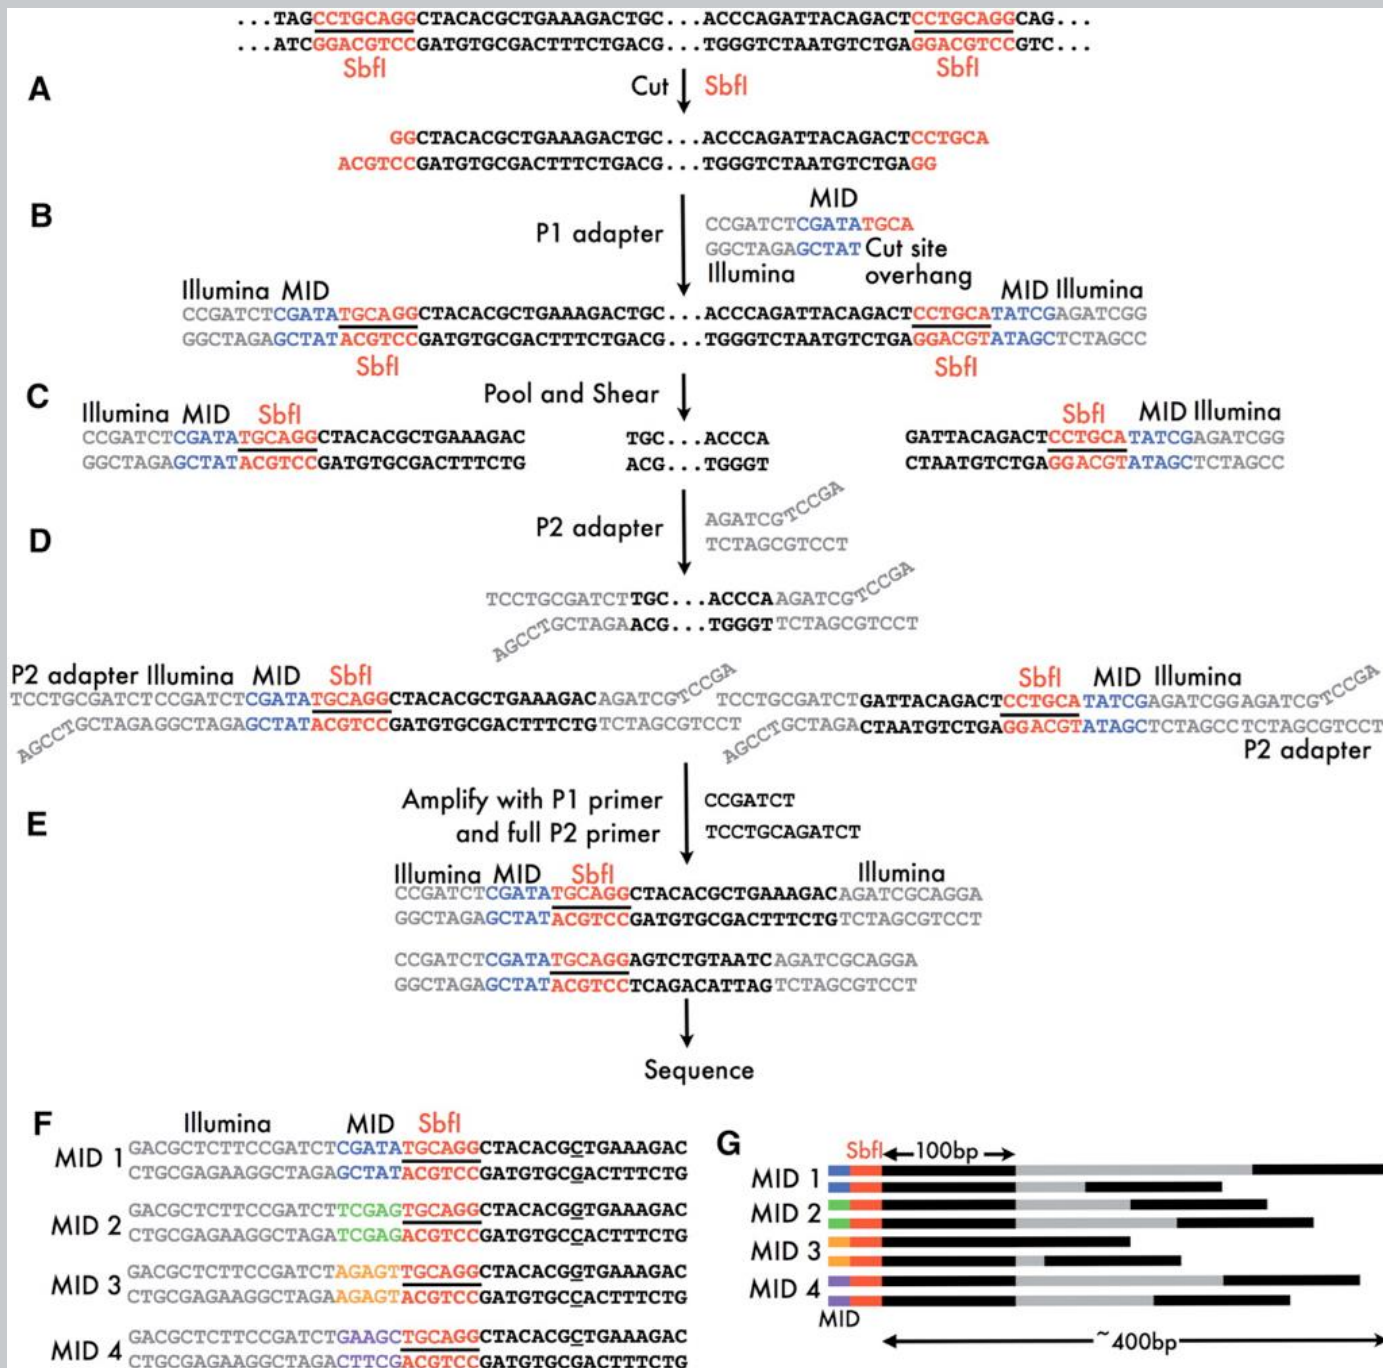 ...TAGCCTGCAGGCTACACGCTGAAAGACTGC...ACCCAGATTACAGACTCCTGCAGGCAG...
...ATCGGACGTCCGATGTGCGACTTTCTGACG...TGGGTCTAATGTCTGAGGACGTCCGTC...
SbfI SbfI
A Cut SbfI
GGCTACACGCTGAAAGACTGC...ACCCAGATTACAGACTCCTGCA
ACGTCCGATGTGCGACTTTCTGACG...TGGGTCTAATGTCTGAGG
B MID
P1 adapter CCGATCTCGATATGCA
GGCTAGAGCTAT Cut site
Illumina overhang
Illumina MID MID Illumina
CCGATCTCGATATGCAGGCTACACGCTGAAAGACTGC...ACCCAGATTACAGACTCCTGCATATCGAGATCGG
GGCTAGAGCTATACGTCCGATGTGCGACTTTCTGACG...TGGGTCTAATGTCTGAGGACGTATAGCTCTAGCC
SbfI SbfI
C Pool and Shear
Illumina MID SbfI SbfI MID Illumina
CCGATCTCGATATGCAGGCTACACGCTGAAAGAC TGC...ACCCA GATTACAGACTCCTGCATATCGAGATCGG
GGCTAGAGCTATACGTCCGATGTGCGACTTTCTG ACG...TGGGT CTAATGTCTGAGGACGTATAGCTCTAGCC
D P2 adapter AGATCGTCCGA
TCTAGCGTCCT
TCCTGCGATCTTGC...ACCCAAGATCGTCCGA
AGCCTGCTAGAACG...TGGGTTCTAGCGTCCT
P2 adapter Illumina MID SbfI SbfI MID Illumina
TCCTGCGATCTCCGATCTCGATATGCAGGCTACACGCTGAAAGACAGATCGTCCGA TCCTGCGATCTGATTACAGACTCCTGCATATCGAGATCGGAGATCGTCCGA
AGCCTGCTAGAGGCTAGAGCTATACGTCCGATGTGCGACTTTCTGTCTAGCGTCCT AGCCTGCTAGACTAATGTCTGAGGACGTATAGCTCTAGCCTCTAGCGTCCT
P2 adapter
E Amplify with P1 primer CCGATCT
and full P2 primer TCCTGCAGATCT
Illumina MID SbfI Illumina
CCGATCTCGATATGCAGGCTACACGCTGAAAGACAGATCGCAGGA
GGCTAGAGCTATACGTCCGATGTGCGACTTTCTGTCTAGCGTCCT
CCGATCTCGATATGCAGGAGTCTGTAATCAGATCGCAGGA
GGCTAGAGCTATACGTCCTCAGACATTAGTCTAGCGTCCT
Sequence
F Illumina MID SbfI
MID 1 GACGCTCTTCCGATCTCGATATGCAGGCTACACGCTGAAAGAC
CTGCGAGAAGGCTAGAGCTATACGTCCGATGTGCGACTTTCTG
MID 2 GACGCTCTTCCGATCTTCGAGTGCAGGCTACACGGTGAAAGAC
CTGCGAGAAGGCTAGATCGAGACGTCCGATGTGCCACTTTCTG
MID 3 GACGCTCTTCCGATCTAGAGTTGCAGGCTACACGGTGAAAGAC
CTGCGAGAAGGCTAGAAGAGTACGTCCGATGTGCCACTTTCTG
MID 4 GACGCTCTTCCGATCTGAAGCTGCAGGCTACACGCTGAAAGAC
CTGCGAGAAGGCTAGACTTCGACGTCCGATGTGCGACTTTCTG
G SbfI 100bp
MID 1
MID 2
MID 3
MID 4
MID
~400bp